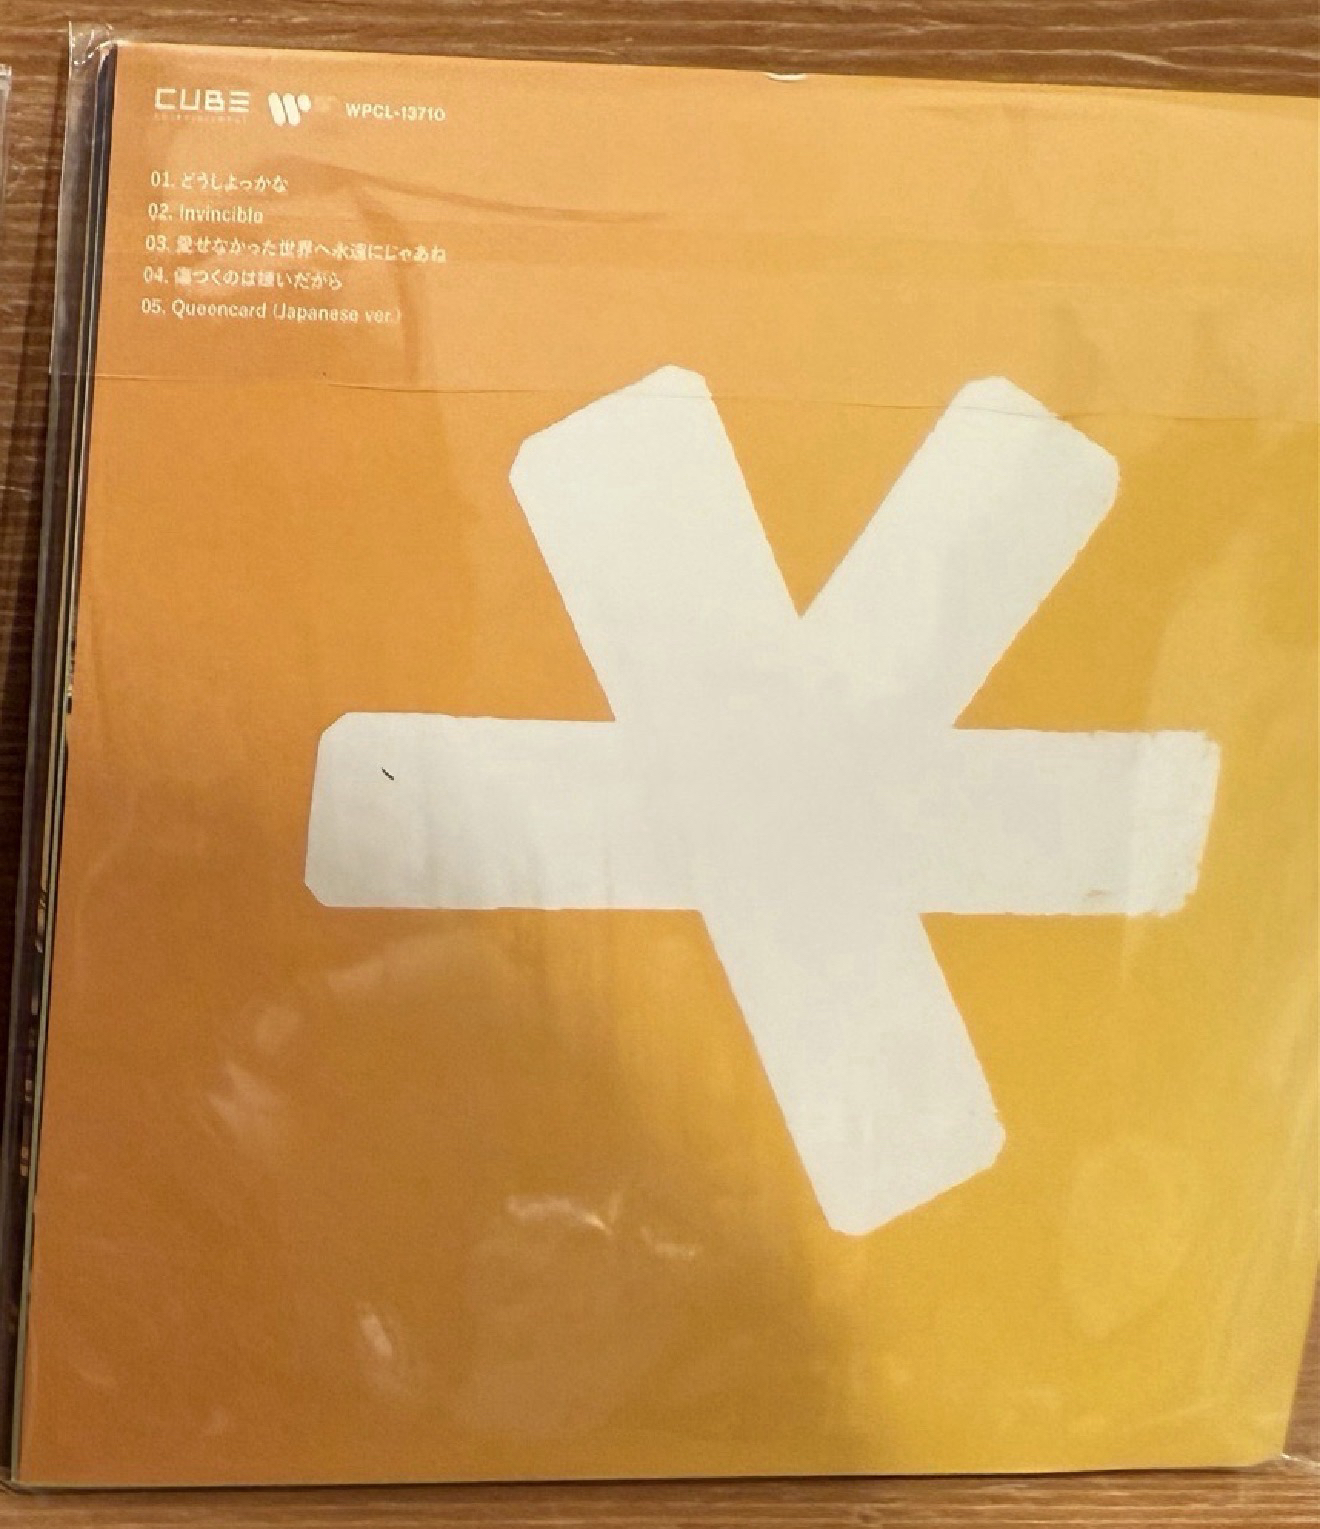 CUBE WPCL-13710
01. どうしよっかな
02. Invincible
03. 愛せなかった世界へ永遠にじゃあね
04. 傷つくのは嫌いだから
05. Queencard (Japanese ver.)